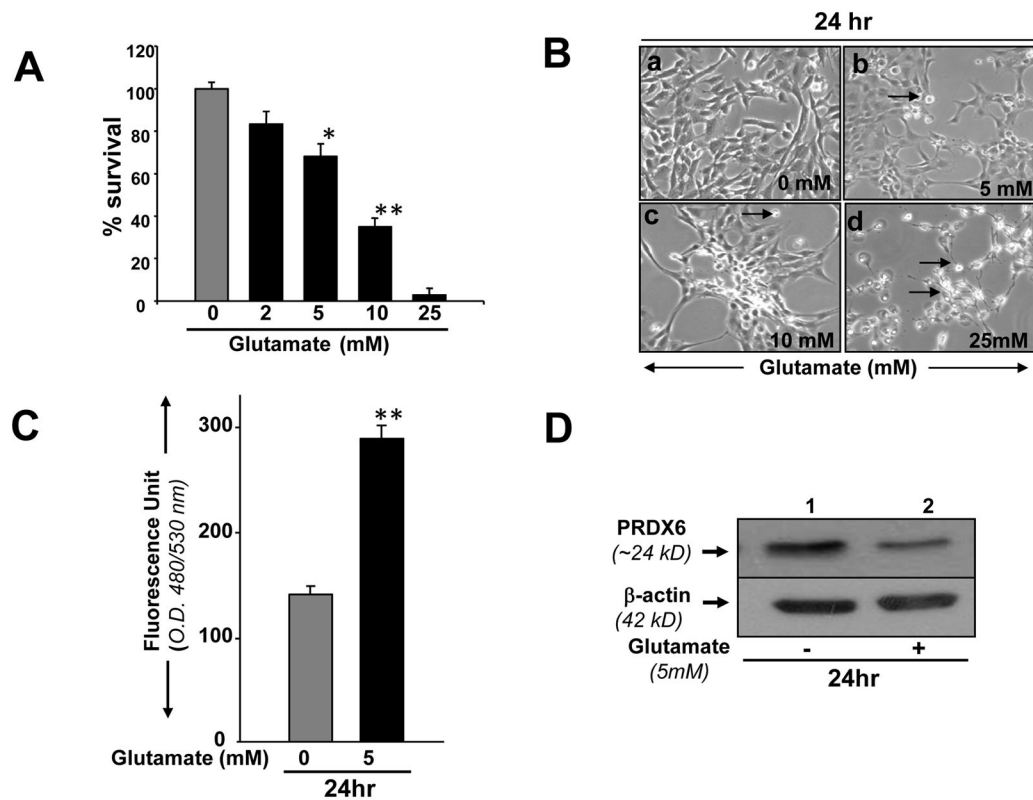 A
120
100
80
60
40
20
0
% survival
*
**
0 2 5 10 25
Glutamate (mM)
B
24 hr
a
b
0 mM
5 mM
c
d
10 mM
25mM
Glutamate (mM)
C
Fluorescence Unit
(O.D. 480/530 nm)
300
200
100
0
**
Glutamate (mM) 0 5
24hr
D
1 2
PRDX6
(~24 kD)
β-actin
(42 kD)
Glutamate - +
(5mM)
24hr